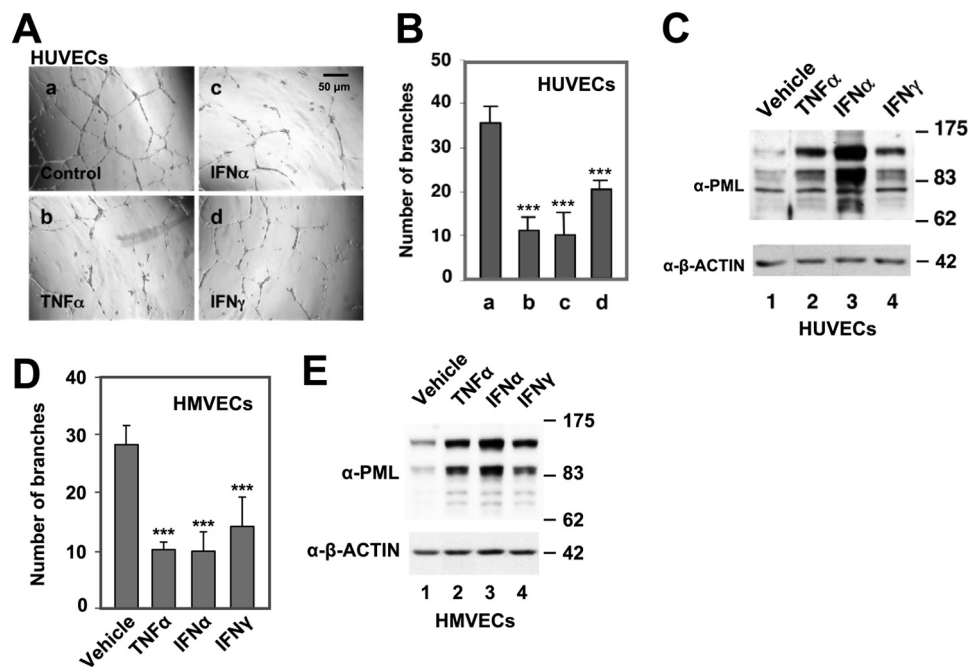 A
HUVECs
a
Control
c
50 μm
IFNα
b
TNFα
d
IFNγ
B
Number of branches
50
40
30
20
10
0
HUVECs
***
***
***
a b c d
C
Vehicle
TNFα
IFNα
IFNγ
175
83
62
42
α-PML
α-β-ACTIN
1 2 3 4
HUVECs
D
Number of branches
40
30
20
10
0
HMVECs
***
***
***
Vehicle
TNFα
IFNα
IFNγ
E
Vehicle
TNFα
IFNα
IFNγ
175
83
62
42
α-PML
α-β-ACTIN
1 2 3 4
HMVECs